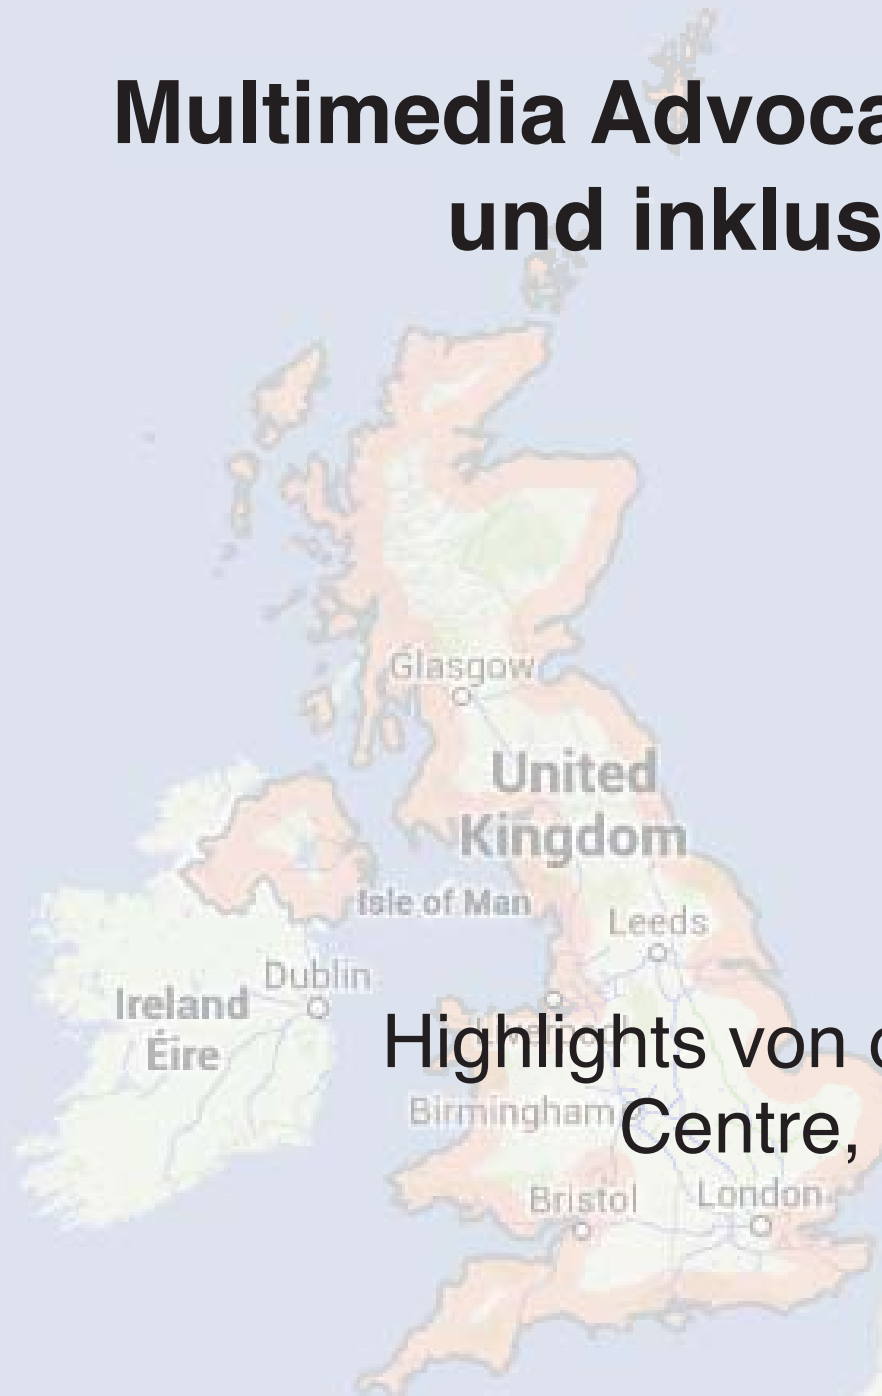 Multimedia Advoca
und inklus
Glasgow
United
Kingdom
Isle of Man
Leeds
Dublin
Ireland
Éire
Highlights von
Birmingham
Centre,
Bristol
London